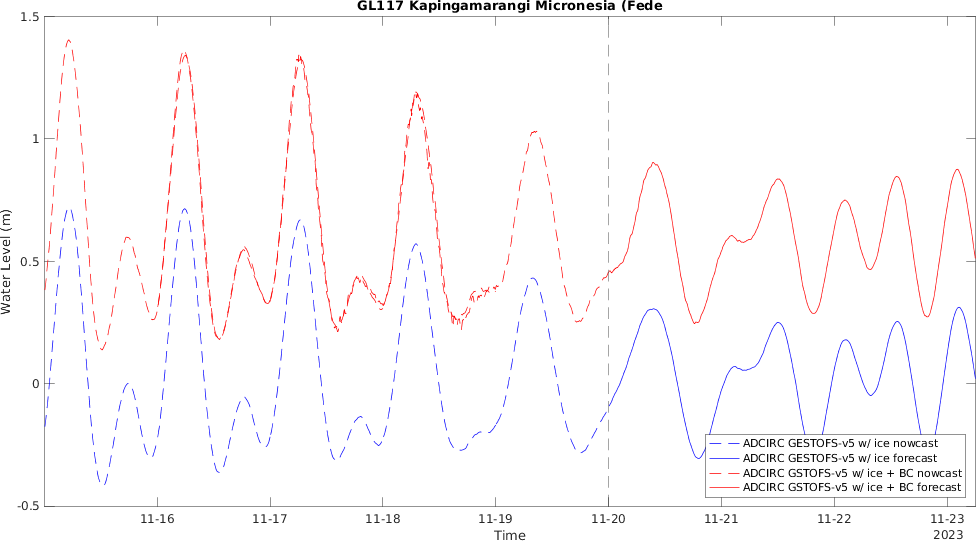 GL117 Kapingamarangi Micronesia (Fede
1.5
1
0.5
0
-0.5
Water Level (m)
11-16
11-17
11-18
11-19
11-20
11-21
11-22
11-23
Time
2023
ADCIRC GESTOFS-v5 w/ ice nowcast
ADCIRC GESTOFS-v5 w/ ice forecast
ADCIRC GSTOFS-v5 w/ ice + BC nowcast
ADCIRC GSTOFS-v5 w/ ice + BC forecast